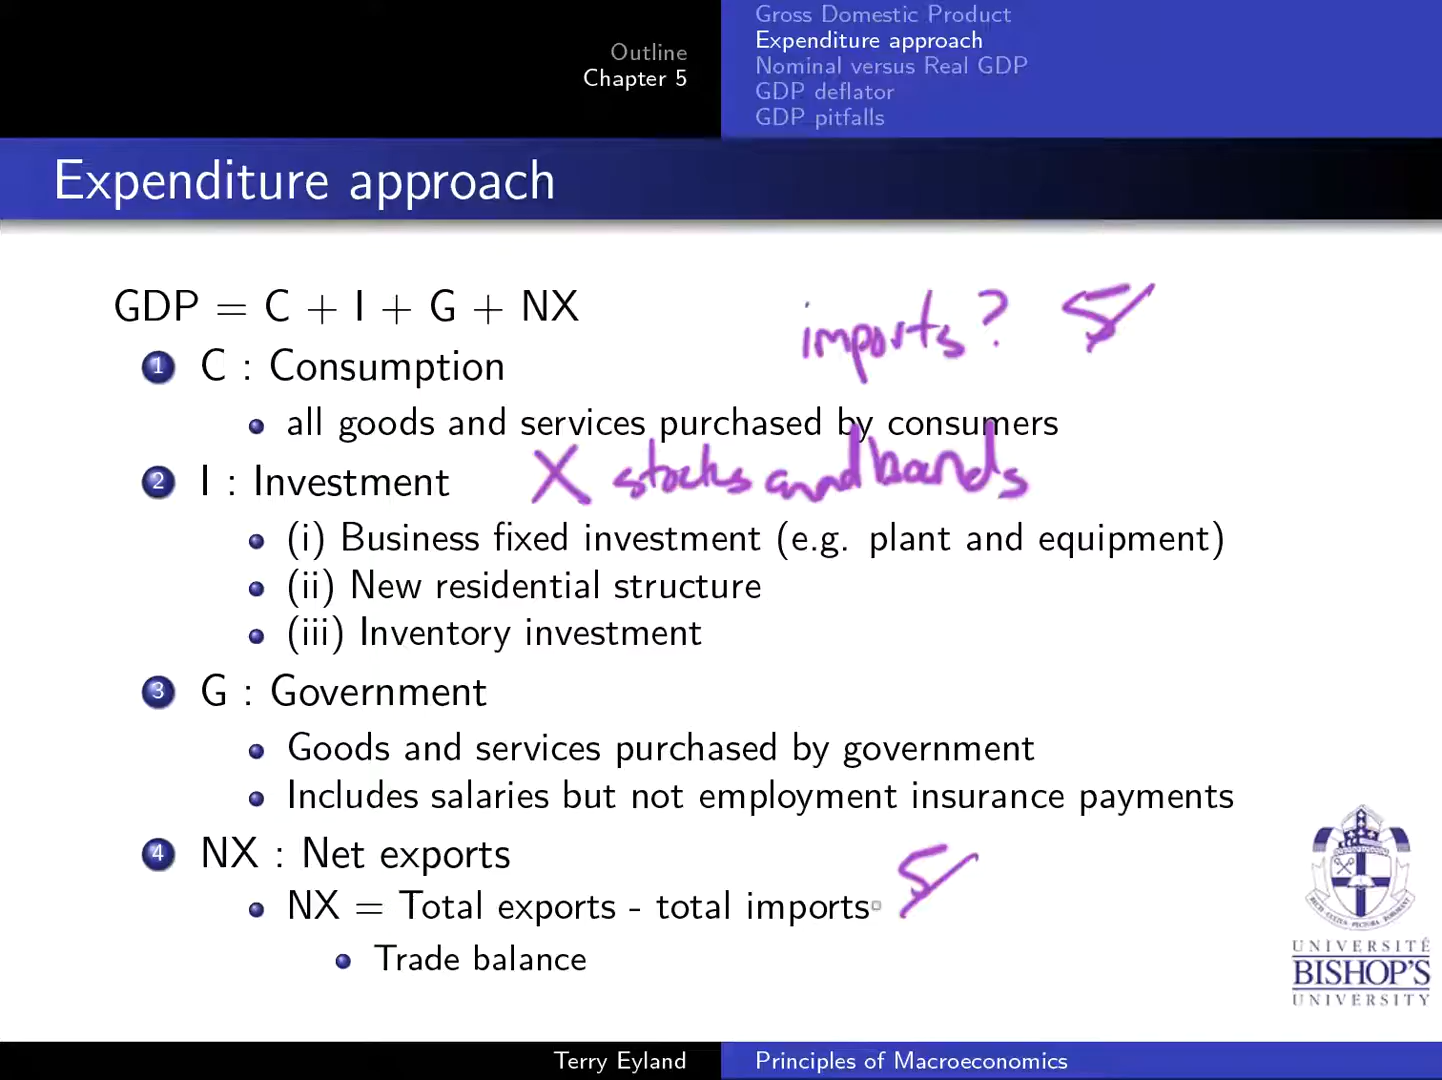 Outline
Chapter 5
Gross Domestic Product
Expenditure approach
Nominal versus Real GDP
GDP deflator
GDP pitfalls
Expenditure approach
GDP = C + I + G + NX
imports?
1 C : Consumption
all goods and services purchased by consumers
2 I : Investment
X stocks and bonds
(i) Business fixed investment (e.g. plant and equipment)
(ii) New residential structure
(iii) Inventory investment
3 G : Government
Goods and services purchased by government
Includes salaries but not employment insurance payments
4 NX : Net exports
NX = Total exports - total imports
Trade balance
UNIVERSITÉ
BISHOP'S
UNIVERSITY
Terry Eyland
Principles of Macroeconomics